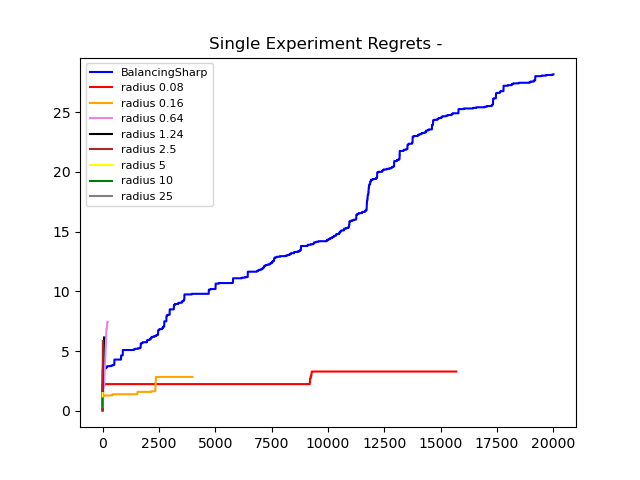 Single Experiment Regrets -
BalancingSharp
radius 0.08
radius 0.16
radius 0.64
radius 1.24
radius 2.5
radius 5
radius 10
radius 25
25
20
15
10
5
0
0 2500 5000 7500 10000 12500 15000 17500 20000